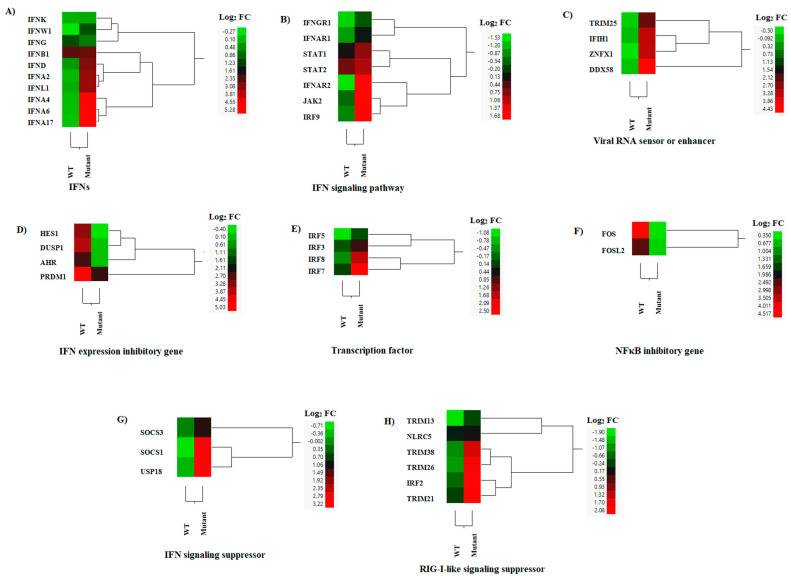 A)
IFNK
IFNW1
IFNG
IFNB1
IFND
IFNA2
IFNL1
IFNA4
IFNA6
IFNA17
WT
Mutant
Log₂ FC
-0.27
0.10
0.48
0.85
1.23
1.61
2.35
3.08
3.81
4.55
5.28
IFNs
B)
IFNGR1
IFNAR1
STAT1
STAT2
IFNAR2
JAK2
IRF9
WT
Mutant
Log₂ FC
-1.53
-1.20
-0.86
-0.53
-0.20
0.14
0.45
0.76
1.06
1.37
1.68
IFN signaling pathway
C)
TRIM25
IFIH1
ZNFX1
DDX58
WT
Mutant
Log₂ FC
-0.50
-0.09
0.32
0.73
1.13
1.54
2.12
2.70
3.28
3.86
4.43
Viral RNA sensor or enhancer
D)
HES1
DUSP1
AHR
PRDM1
WT
Mutant
Log₂ FC
-0.40
0.11
0.61
1.11
1.61
2.11
2.70
3.28
3.87
4.45
5.03
IFN expression inhibitory gene
E)
IRF5
IRF3
IRF8
IRF7
WT
Mutant
Log₂ FC
-1.08
-0.78
-0.48
-0.17
0.13
0.44
0.85
1.26
1.68
2.09
2.50
Transcription factor
F)
FOS
FOSL2
WT
Mutant
Log₂ FC
0.350
0.677
1.005
1.332
1.659
1.986
2.492
2.998
3.505
4.011
4.517
NFκB inhibitory gene
G)
SOCS3
SOCS1
USP18
WT
Mutant
Log₂ FC
-0.71
-0.36
-0.002
0.35
0.70
1.06
1.49
1.92
2.35
2.79
3.22
IFN signaling suppressor
H)
TRIM13
NLRC5
TRIM38
TRIM26
IRF2
TRIM21
WT
Mutant
Log₂ FC
-1.90
-1.48
-1.07
-0.66
-0.24
0.17
0.55
0.93
1.32
1.70
2.08
RIG-I-like signaling suppressor